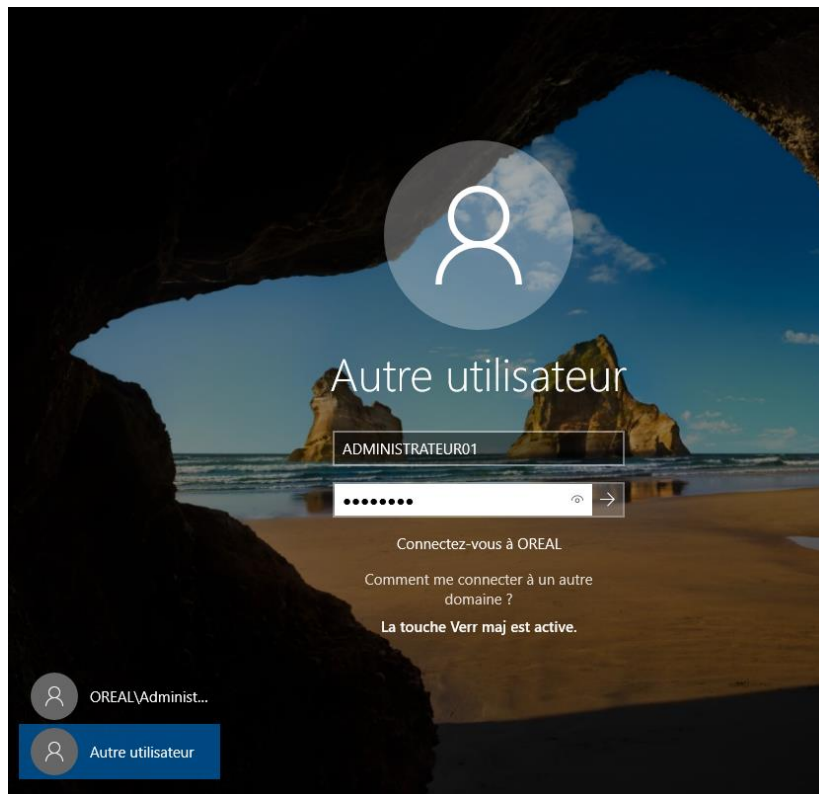 Autre utilisateur
ADMINISTRATEUR01
Connectez-vous à OREAL
Comment me connecter à un autre
domaine ?
La touche Verr maj est active.
OREAL\Administ...
Autre utilisateur